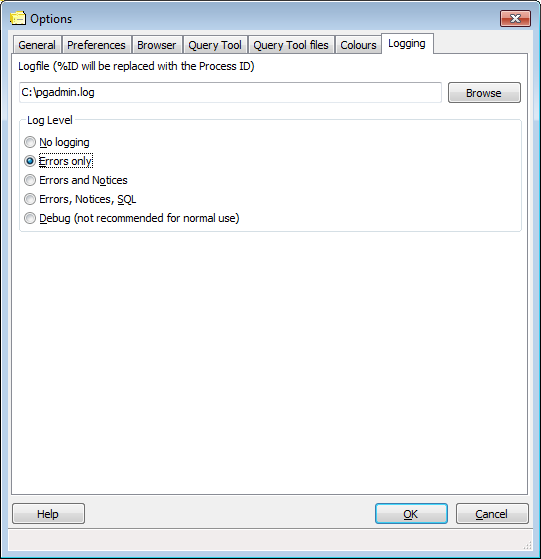 Options
General Preferences Browser Query Tool Query Tool files Colours Logging
Logfile (%ID will be replaced with the Process ID)
C:\pgadmin.log Browse
Log Level
No logging
Errors only
Errors and Notices
Errors, Notices, SQL
Debug (not recommended for normal use)
Help OK Cancel